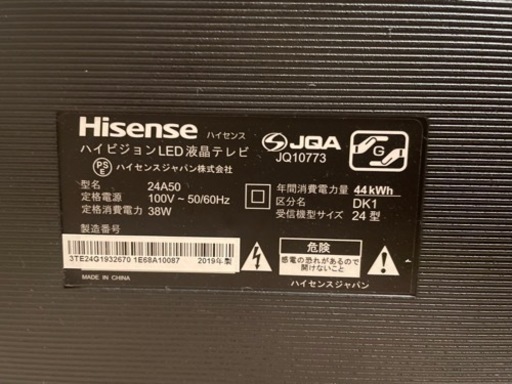 Hisense ハイセンス
ハイビジョンLED液晶テレビ
PS
E
ハイセンスジャパン株式会社
JQA
JQ10773
G
型名 24A50
定格電源 100V～50/60Hz
定格消費電力 38W
製造番号
年間消費電力量 44kWh
区分名 DK1
受信機型サイズ 24型
3TE24G1932670 1E68A10087 2019年製
MADE IN CHINA
危険
感電の恐れがあるので
開けないこと
ハイセンスジャパン